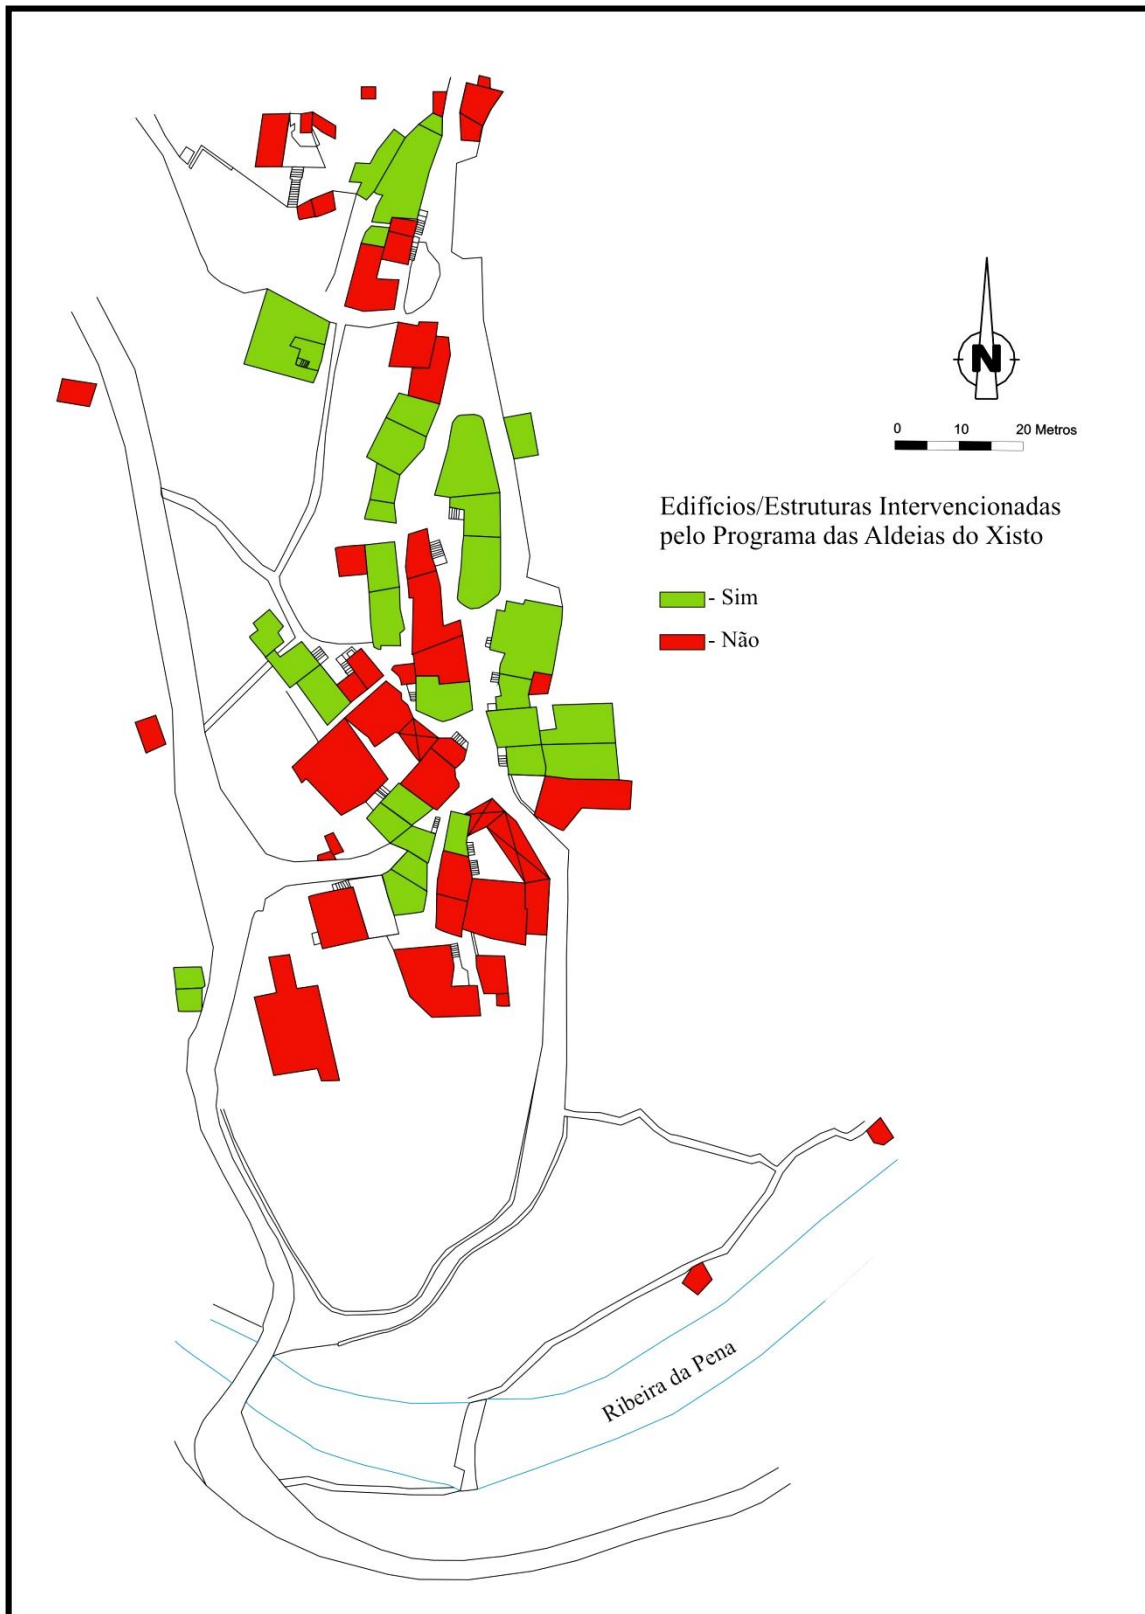 N
0 10 20 Metros
Edifícios/Estruturas Intervencionadas
pelo Programa das Aldeias do Xisto
- Sim
- Não
Ribeira da Pena